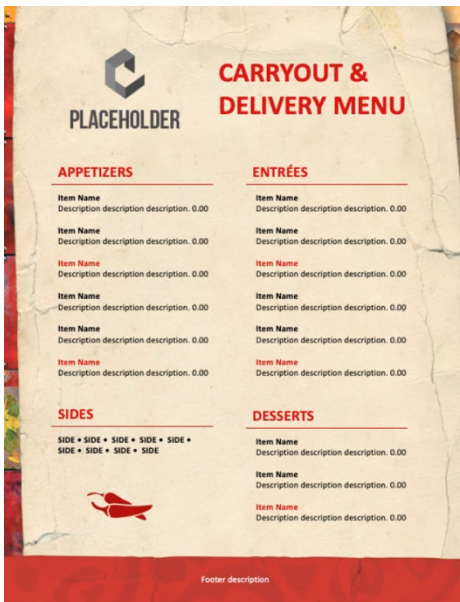 PLACEHOLDER
CARRYOUT &
DELIVERY MENU
APPETIZERS
Item Name
Description description description. 0.00
Item Name
Description description description. 0.00
Item Name
Description description description. 0.00
Item Name
Description description description. 0.00
Item Name
Description description description. 0.00
Item Name
Description description description. 0.00
SIDES
SIDE • SIDE • SIDE • SIDE • SIDE •
SIDE • SIDE • SIDE • SIDE
ENTRÉES
Item Name
Description description description. 0.00
Item Name
Description description description. 0.00
Item Name
Description description description. 0.00
Item Name
Description description description. 0.00
Item Name
Description description description. 0.00
Item Name
Description description description. 0.00
DESSERTS
Item Name
Description description description. 0.00
Item Name
Description description description. 0.00
Item Name
Description description description. 0.00
Footer description